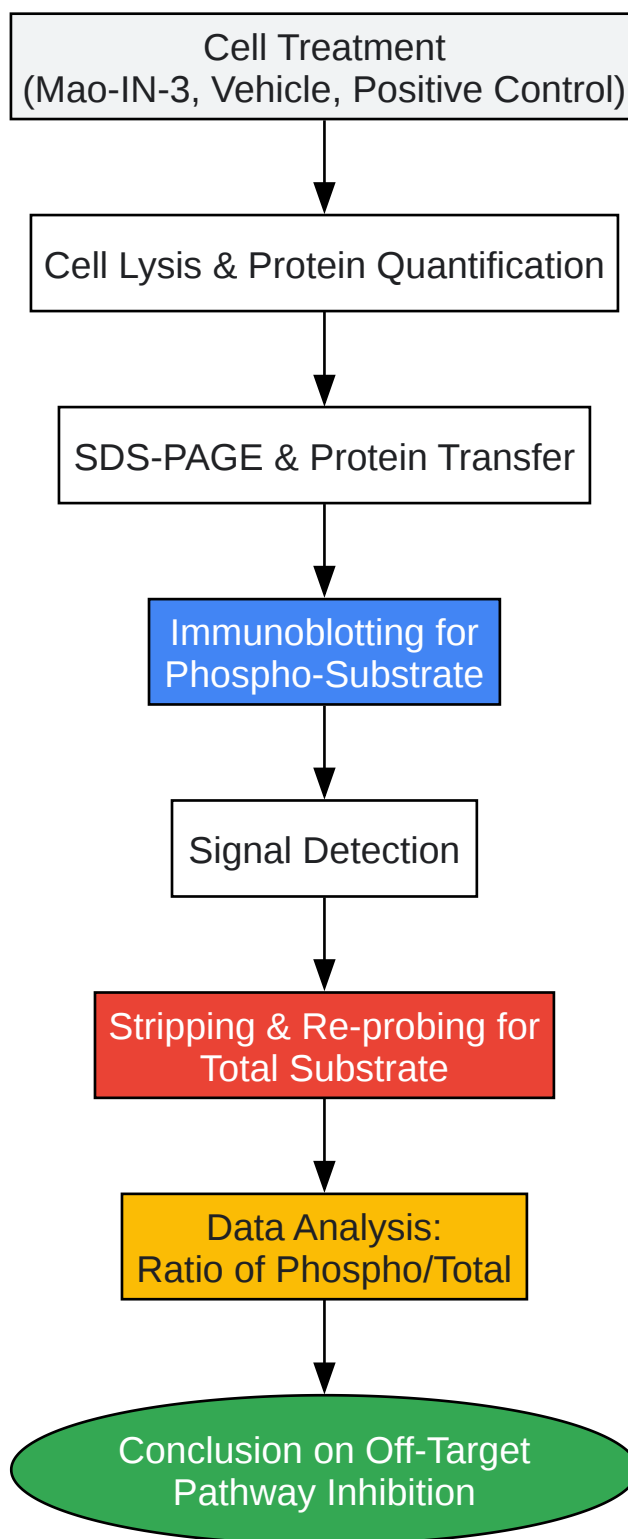 Cell Treatment
(Mao-IN-3, Vehicle, Positive Control)
Cell Lysis & Protein Quantification
SDS-PAGE & Protein Transfer
Immunoblotting for
Phospho-Substrate
Signal Detection
Stripping & Re-probing for
Total Substrate
Data Analysis:
Ratio of Phospho/Total
Conclusion on Off-Target
Pathway Inhibition